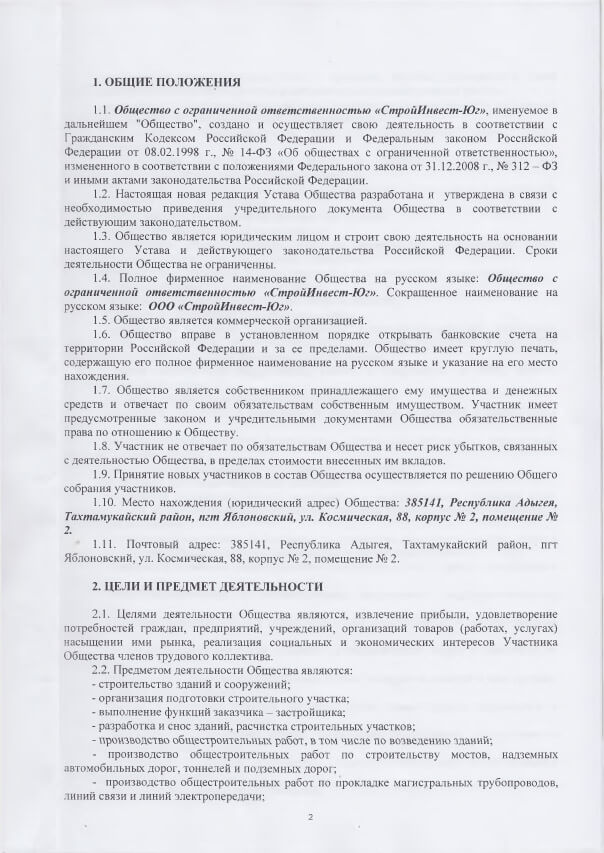 1. ОБЩИЕ ПОЛОЖЕНИЯ
1.1. Общество с ограниченной ответственностью «СтройИнвест-Юг», именуемое в
дальнейшем "Общество", создано и осуществляет свою деятельность в соответствии с
Гражданским Кодексом Российской Федерации и Федеральным законом Российской
Федерации от 08.02.1998 г., № 14-ФЗ «Об обществах с ограниченной ответственностью»,
измененного в соответствии с положениями Федерального закона от 31.12.2008 г., № 312 – ФЗ
и иными актами законодательства Российской Федерации.
1.2. Настоящая новая редакция Устава Общества разработана и утверждена в связи с
необходимостью приведения учредительного документа Общества в соответствии с
действующим законодательством.
1.3. Общество является юридическим лицом и строит свою деятельность на основании
настоящего Устава и действующего законодательства Российской Федерации. Сроки
деятельности Общества не ограниченны.
1.4. Полное фирменное наименование Общества на русском языке: Общество с
ограниченной ответственностью «СтройИнвест-Юг». Сокращенное наименование на
русском языке: ООО «СтройИнвест-Юг».
1.5. Общество является коммерческой организацией.
1.6. Общество вправе в установленном порядке открывать банковские счета на
территории Российской Федерации и за ее пределами. Общество имеет круглую печать,
содержащую его полное фирменное наименование на русском языке и указание на его место
нахождения.
1.7. Общество является собственником принадлежащего ему имущества и денежных
средств и отвечает по своим обязательствам собственным имуществом. Участник имеет
предусмотренные законом и учредительными документами Общества обязательственные
права по отношению к Обществу.
1.8. Участник не отвечает по обязательствам Общества и несет риск убытков, связанных
с деятельностью Общества, в пределах стоимости внесенных им вкладов.
1.9. Принятие новых участников в состав Общества осуществляется по решению Общего
собрания участников.
1.10. Место нахождения (юридический адрес) Общества: 385141, Республика Адыгея,
Тахтамукайский район, пгт Яблоновский, ул. Космическая, 88, корпус № 2, помещение №
2.
1.11. Почтовый адрес: 385141, Республика Адыгея, Тахтамукайский район, пгт
Яблоновский, ул. Космическая, 88, корпус № 2, помещение № 2.
2. ЦЕЛИ И ПРЕДМЕТ ДЕЯТЕЛЬНОСТИ
2.1. Целями деятельности Общества являются, извлечение прибыли, удовлетворение
потребностей граждан, предприятий, учреждений, организаций товаров (работах, услугах)
насыщении ими рынка, реализация социальных и экономических интересов Участника
Общества членов трудового коллектива.
2.2. Предметом деятельности Общества являются:
- строительство зданий и сооружений;
- организация подготовки строительного участка;
- выполнение функций заказчика – застройщика;
- разработка и снос зданий, расчистка строительных участков;
- производство общестроительных работ, в том числе по возведению зданий;
- производство общестроительных работ по строительству мостов, надземных
автомобильных дорог, тоннелей и подземных дорог;
- производство общестроительных работ по прокладке магистральных трубопроводов,
линий связи и линий электропередачи;
2